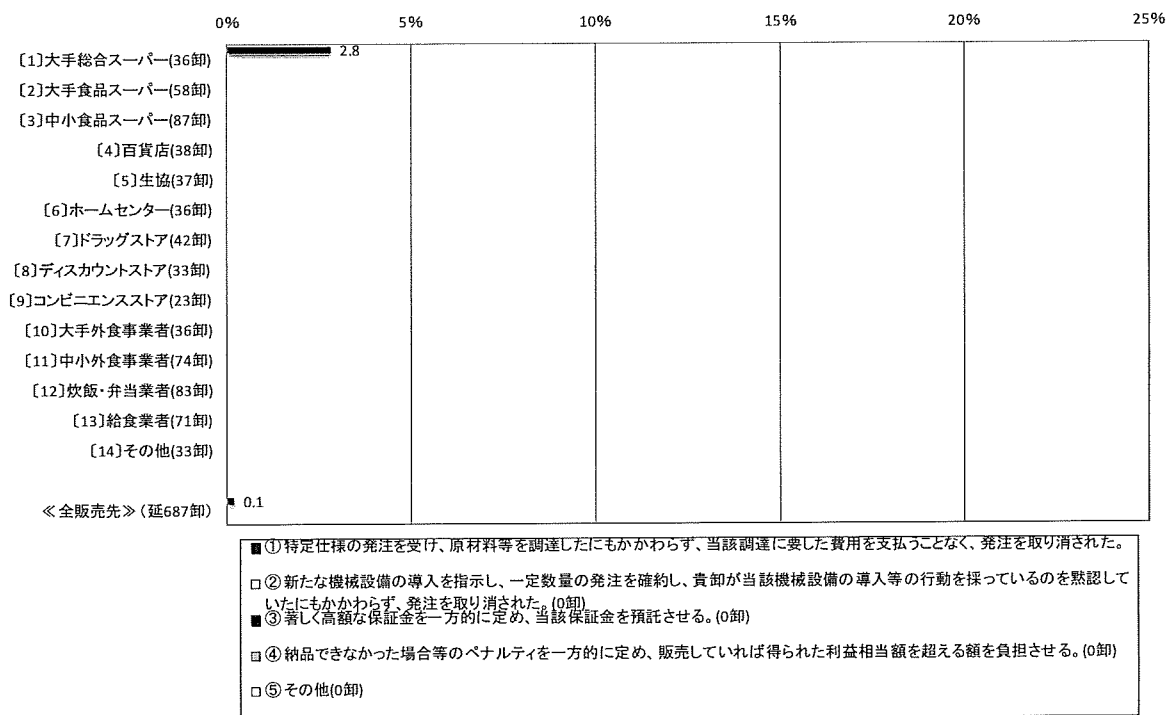 0% 5% 10% 15% 20% 25%
〔1〕大手総合スーパー(36卸) 2.8
〔2〕大手食品スーパー(58卸)
〔3〕中小食品スーパー(87卸)
〔4〕百貨店(38卸)
〔5〕生協(37卸)
〔6〕ホームセンター(36卸)
〔7〕ドラッグストア(42卸)
〔8〕ディスカウントストア(33卸)
〔9〕コンビニエンスストア(23卸)
〔10〕大手外食事業者(36卸)
〔11〕中小外食事業者(74卸)
〔12〕炊飯・弁当業者(83卸)
〔13〕給食業者(71卸)
〔14〕その他(33卸)
≪全販売先≫(延687卸) 0.1
①特定仕様の発注を受け、原材料等を調達したにもかかわらず、当該調達に要した費用を支払うことなく、発注を取り消された。
②新たな機械設備の導入を指示し、一定数量の発注を確約し、貴卸が当該機械設備の導入等の行動を採っているのを黙認して
いたにもかかわらず、発注を取り消された。(0卸)
③著しく高額な保証金を一方的に定め、当該保証金を預託させる。(0卸)
④納品できなかった場合等のペナルティを一方的に定め、販売していれば得られた利益相当額を超える額を負担させる。(0卸)
⑤その他(0卸)